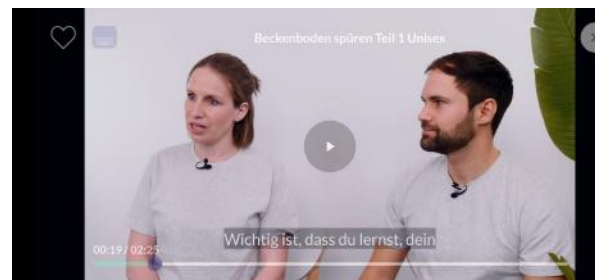 Beckenboden spüren Teil 1 Unisex
00:19 / 02:25
Wichtig ist, dass du lernst, dein